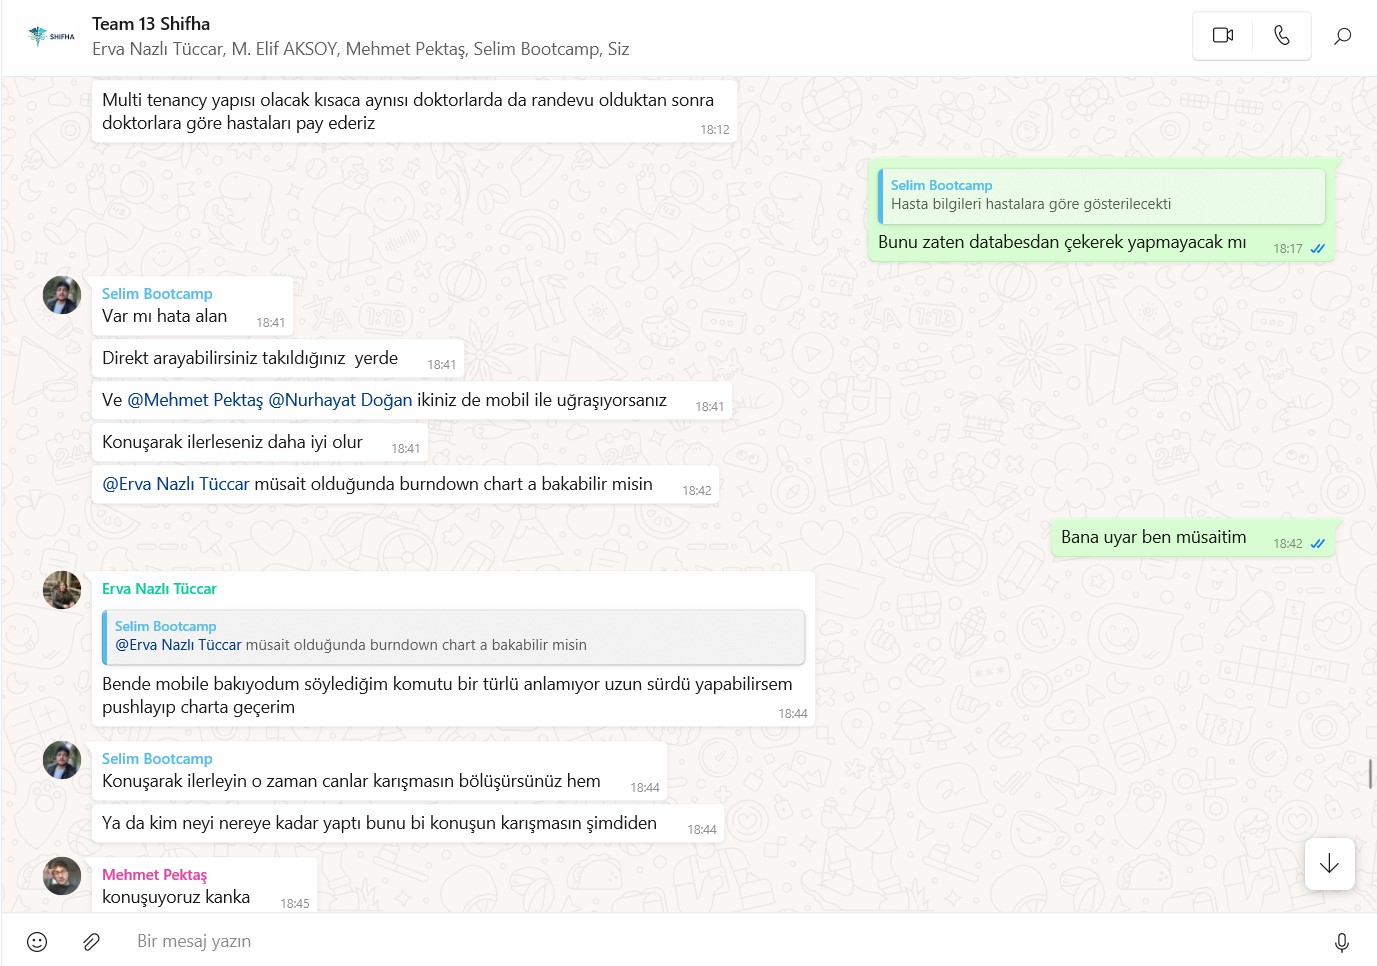 SHIFHA
Team 13 Shifha
Erva Nazlı Tüccar, M. Elif AKSOY, Mehmet Pektaş, Selim Bootcamp, Siz
Multi tenancy yapısı olacak kısaca aynısı doktorlarda da randevu olduktan sonra
doktorlara göre hastaları pay ederiz
18:12
Selim Bootcamp
Hasta bilgileri hastalara göre gösterilecekti
Bunu zaten databesdan çekerek yapmayacak mı
18:17
Selim Bootcamp
Var mı hata alan
18:41
Direkt arayabilirsiniz takıldığınız  yerde
18:41
Ve @Mehmet Pektaş @Nurhayat Doğan ikiniz de mobil ile uğraşıyorsanız
18:41
Konuşarak ilerleseniz daha iyi olur
18:41
@Erva Nazlı Tüccar müsait olduğunda burndown chart a bakabilir misin
18:42
Bana uyar ben müsaitim
18:42
Erva Nazlı Tüccar
Selim Bootcamp
@Erva Nazlı Tüccar müsait olduğunda burndown chart a bakabilir misin
Bende mobile bakıyodum söylediğim komutu bir türlü anlamıyor uzun sürdü yapabilirsem
pushlayıp charta geçerim
18:44
Selim Bootcamp
Konuşarak ilerleyin o zaman canlar karışmasın bölüşürsünüz hem
18:44
Ya da kim neyi nereye kadar yaptı bunu bi konuşun karışmasın şimdiden
18:44
Mehmet Pektaş
konuşuyoruz kanka
18:45
Bir mesaj yazın